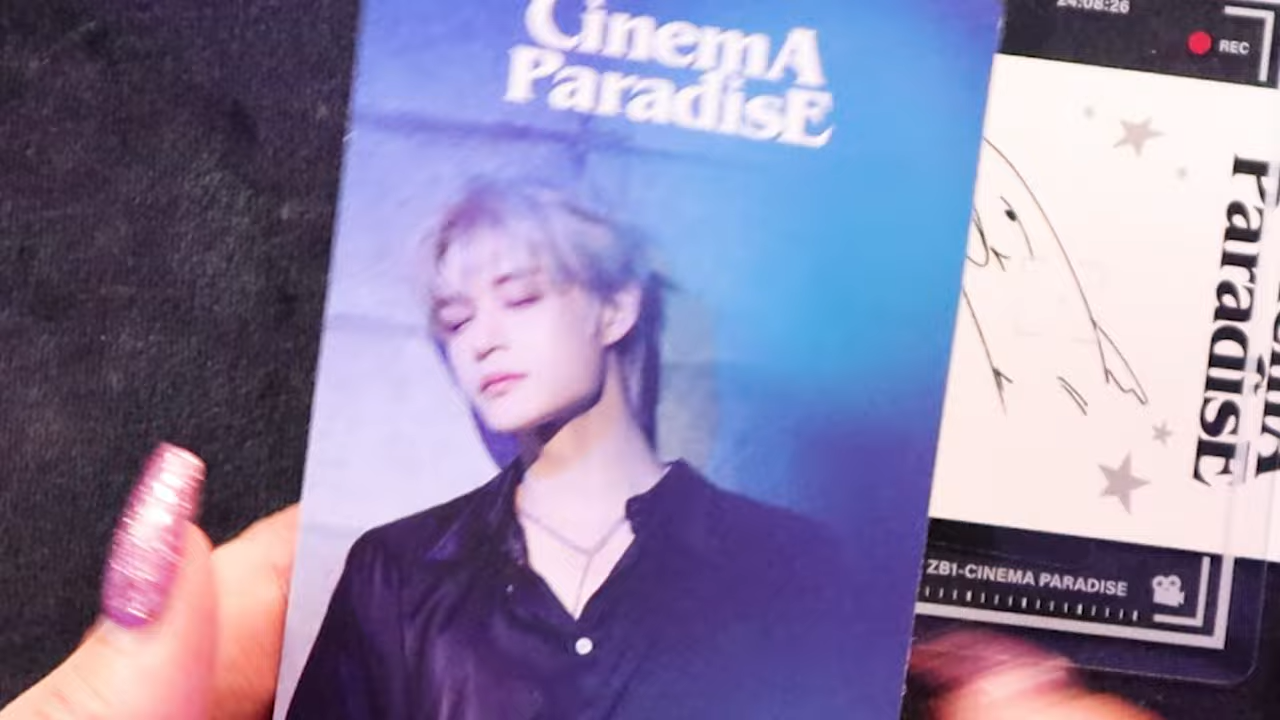 CinemA
ParadisE
24:08:26
REC
ParadisE
ZB1-CINEMA PARADISE